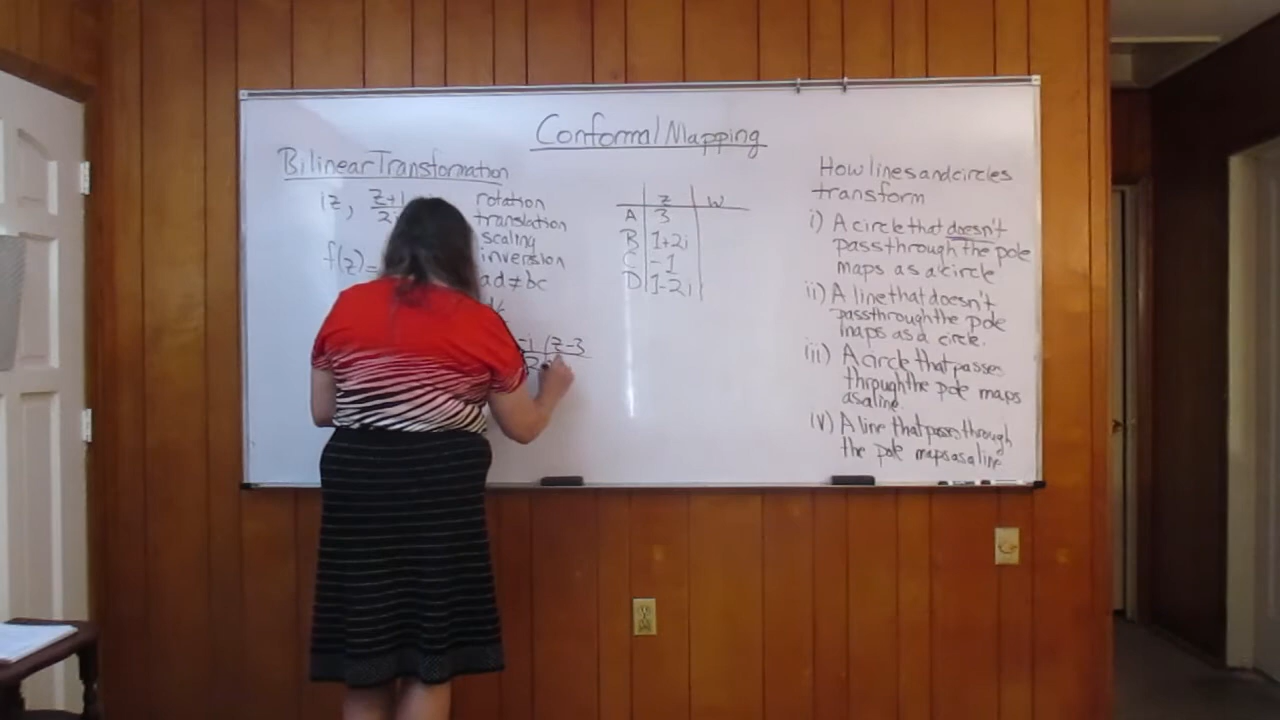 Conformal Mapping
Bilinear Transformation
iz, z+1
rotation
translation
scaling
inversion
f(z)=
ad≠bc
z-3
z w
A 3
B 1+2i
C -1
D 1-2i
How lines and circles
transform
i) A circle that doesn't
pass through the pole
maps as a circle
ii) A line that doesn't
pass through the pole
maps as a circle.
iii) A circle that passes
through the pole maps
as a line.
iv) A line that passes through
the pole maps as a line